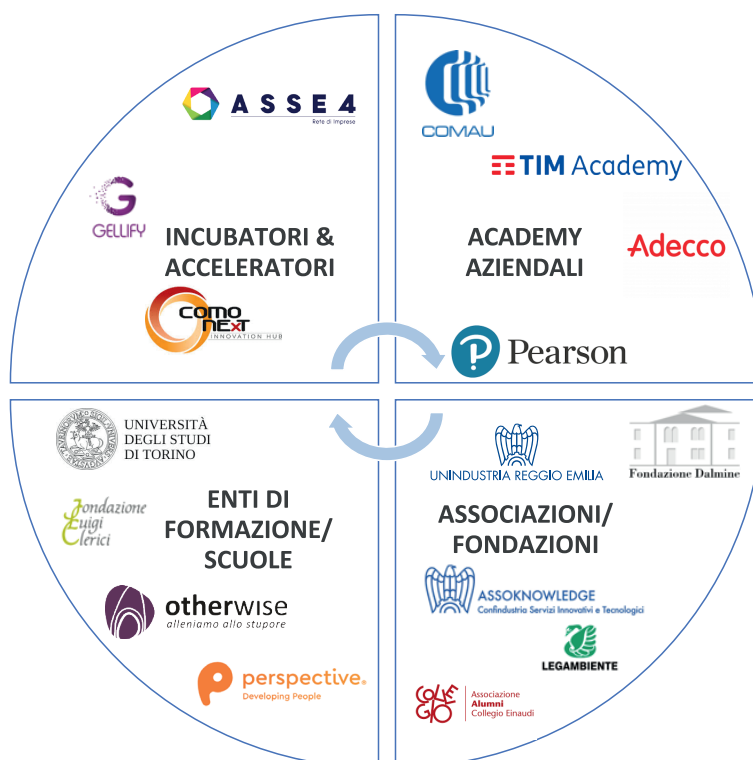 ASSE 4
Rete di Imprese
GELLIFY
INCUBATORI &
ACCELERATORI
COMO
NEXT
INNOVATION HUB
COMAU
TIM Academy
ACADEMY
AZIENDALI
Adecco
Pearson
UNIVERSITÀ
DEGLI STUDI
DI TORINO
Fondazione
Luigi
Clerici
ENTI DI
FORMAZIONE/
SCUOLE
otherwise
alleniamo allo stupore
perspective.
Developing People
UNINDUSTRIA REGGIO EMILIA
Fondazione Dalmine
ASSOCIAZIONI/
FONDAZIONI
ASSOKNOWLEDGE
Confindustria Servizi Innovativi e Tecnologici
LEGAMBIENTE
COLLEGIO
Associazione
Alumni
Collegio Einaudi